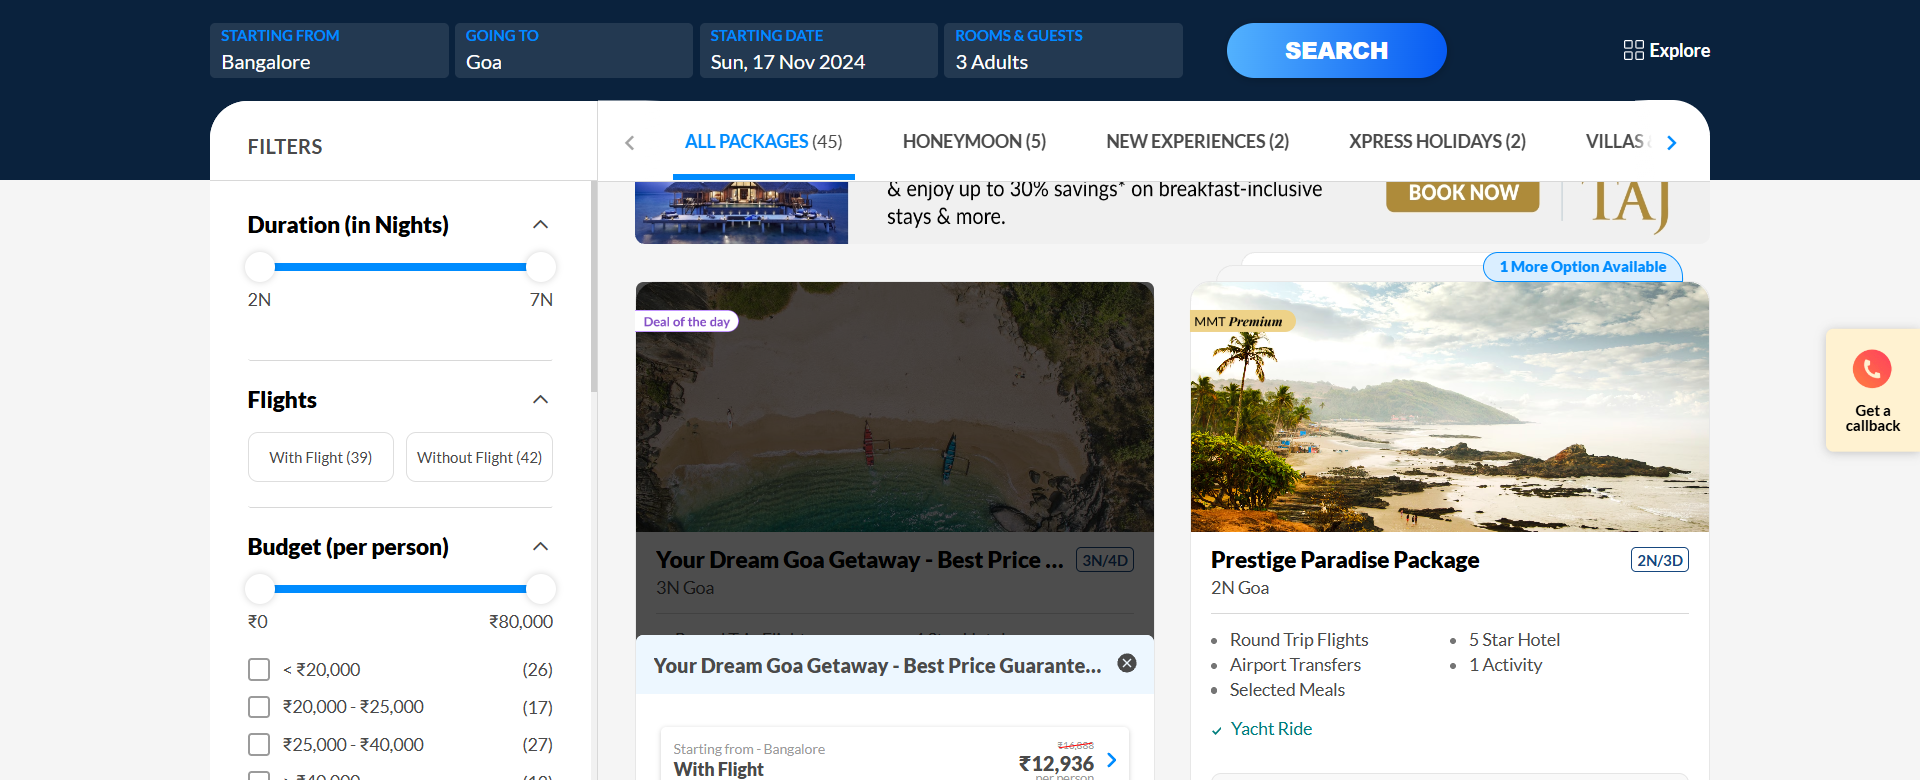 STARTING FROM
Bangalore
GOING TO
Goa
STARTING DATE
Sun, 17 Nov 2024
ROOMS & GUESTS
3 Adults
SEARCH
Explore
FILTERS
ALL PACKAGES (45)
HONEYMOON (5)
NEW EXPERIENCES (2)
XPRESS HOLIDAYS (2)
VILLAS
Duration (in Nights)
2N
7N
Flights
With Flight (39)
Without Flight (42)
Budget (per person)
₹0
₹80,000
< ₹20,000
(26)
₹20,000 - ₹25,000
(17)
₹25,000 - ₹40,000
(27)
& enjoy up to 30% savings* on breakfast-inclusive
stays & more.
BOOK NOW
TAJ
Deal of the day
Your Dream Goa Getaway - Best Price ...
3N/4D
3N Goa
Your Dream Goa Getaway - Best Price Guarante...
Starting from - Bangalore
With Flight
₹12,936
per person
1 More Option Available
MMT Premium
Prestige Paradise Package
2N/3D
2N Goa
Round Trip Flights
5 Star Hotel
Airport Transfers
1 Activity
Selected Meals
Yacht Ride
Get a
callback